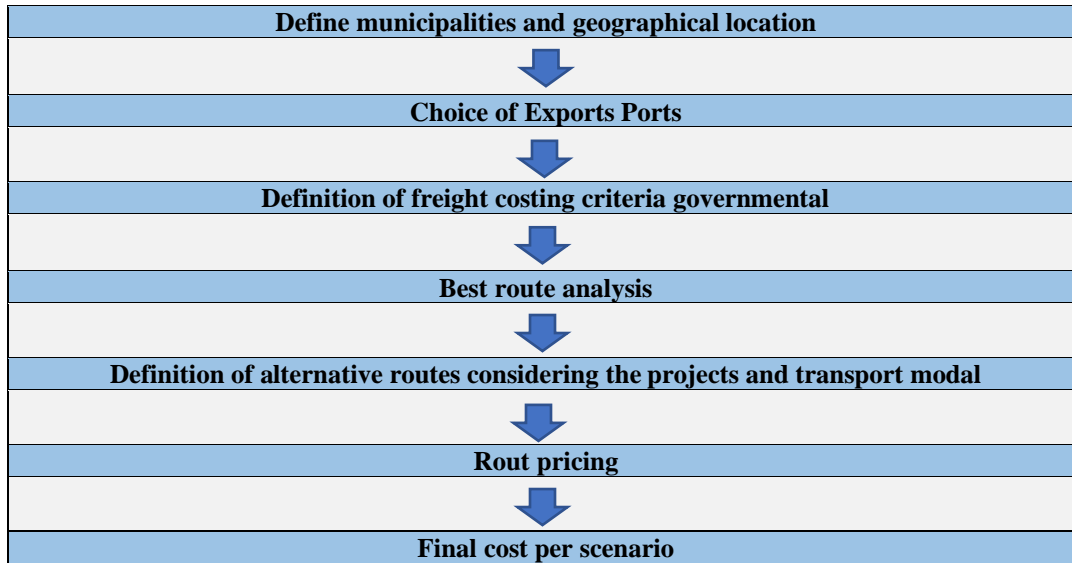 Define municipalities and geographical location
Choice of Exports Ports
Definition of freight costing criteria governmental
Best route analysis
Definition of alternative routes considering the projects and transport modal
Rout pricing
Final cost per scenario